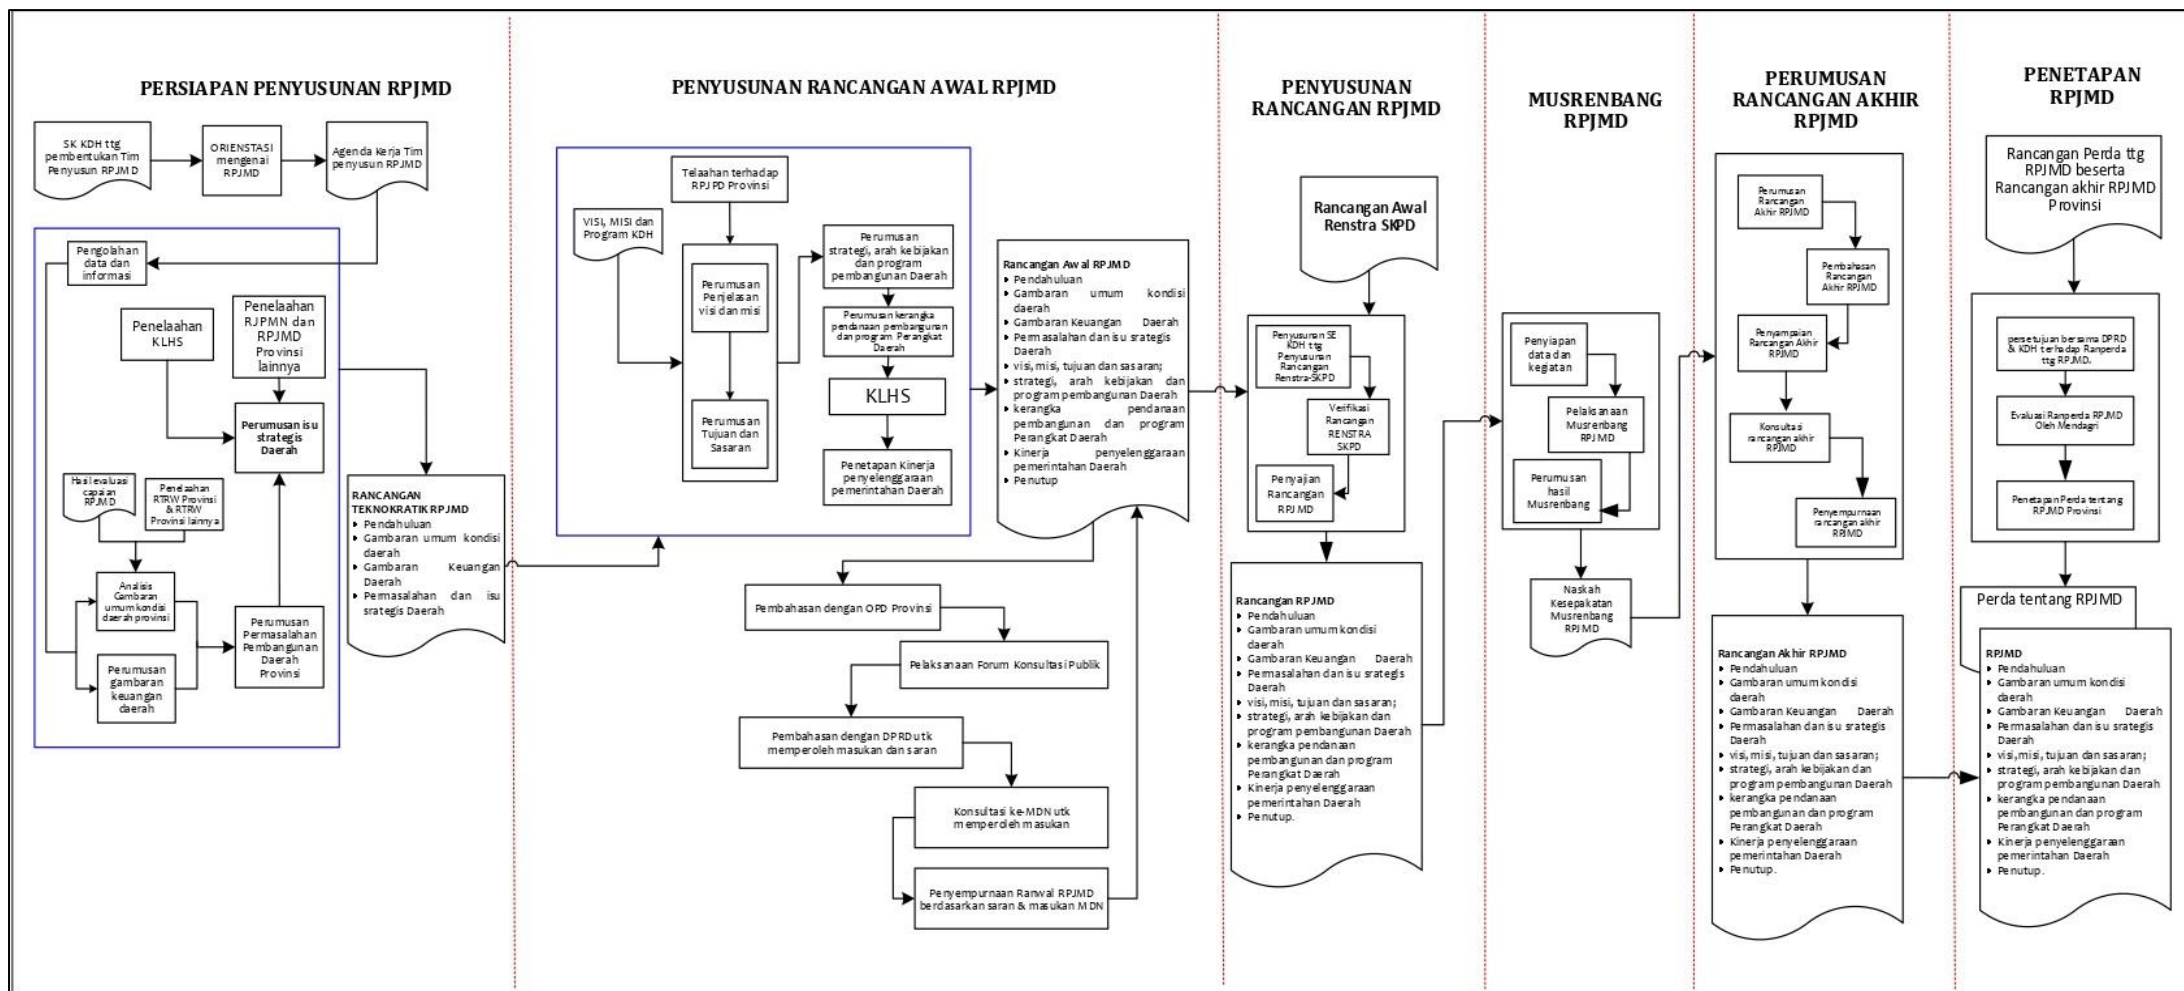 PERSIAPAN PENYUSUNAN RPJMD
SK KDH ttg
pembentukan Tim
Penyusun RPJMD
ORIENSTASI
mengenai
RPJMD
Agenda Kerja Tim
penyusun RPJMD
Pengolahan
data dan
informasi
Penelaahan
KLHS
Penelaahan
RJPMN dan
RPJMD
Provinsi
lainnya
Perumusan isu
strategis
Daerah
Hasil evaluasi
capaian
RPJMD
Penelaahan
RTRW Provinsi
& RTRW
Provinsi lainnya
Analisis
Gambaran
umum kondisi
daerah provinsi
Perumusan
gambaran
keuangan
daerah
Perumusan
Permasalahan
Pembangunan
Daerah
Provinsi
RANCANGAN
TEKNOKRATIK RPJMD
• Pendahuluan
• Gambaran umum kondisi
daerah
• Gambaran Keuangan
Daerah
• Permasalahan dan isu
srategis Daerah
PENYUSUNAN RANCANGAN AWAL RPJMD
Telaahan terhadap
RPJPD Provinsi
VISI, MISI dan
Program KDH
Perumusan
Penjelasan
visi dan misi
Perumusan
Tujuan dan
Sasaran
Perumusan
strategi, arah kebijakan
dan program
pembangunan Daerah
Perumusan kerangka
pendanaan pembangunan
dan program Perangkat
Daerah
KLHS
Penetapan Kinerja
penyelenggaraan
pemerintahan Daerah
Rancangan Awal RPJMD
• Pendahuluan
• Gambaran umum kondisi
daerah
• Gambaran Keuangan Daerah
• Permasalahan dan isu srategis
Daerah
• visi, misi, tujuan dan sasaran;
• strategi, arah kebijakan dan
program pembangunan Daerah
• kerangka pendanaan
pembangunan dan program
Perangkat Daerah
• Kinerja penyelenggaraan
pemerintahan Daerah
• Penutup
Pembahasan dengan OPD Provinsi
Pelaksanaan Forum Konsultasi Publik
Pembahasan dengan DPRD utk
memperoleh masukan dan saran
Konsultasi ke-MDN utk
memperoleh masukan
Penyempurnaan Ranwal RPJMD
berdasarkan saran & masukan MDN
PENYUSUNAN
RANCANGAN RPJMD
Rancangan Awal
Renstra SKPD
Penyusunan SE
KDH ttg
Penyusunan
Rancangan
Renstra-SKPD
Verifikasi
Rancangan
RENSTRA
SKPD
Penyajian
Rancangan
RPJMD
Rancangan RPJMD
• Pendahuluan
• Gambaran umum kondisi
daerah
• Gambaran Keuangan Daerah
• Permasalahan dan isu srategis
Daerah
• visi, misi, tujuan dan sasaran;
• strategi, arah kebijakan dan
program pembangunan Daerah
• kerangka pendanaan
pembangunan dan program
Perangkat Daerah
• Kinerja penyelenggaraan
pemerintahan Daerah
• Penutup.
MUSRENBANG
RPJMD
Penyiapan
data dan
kegiatan
Pelaksanaan
Musrenbang
RPJMD
Perumusan
hasil
Musrenbang
Naskah
Kesepakatan
Musrenbang
RPJMD
PERUMUSAN
RANCANGAN AKHIR
RPJMD
Perumusan
Rancangan
Akhir RPJMD
Pembahasan
Rancangan
Akhir RPJMD
Penyampaian
Rancangan Akhir
RPJMD
Konsultasi
rancangan akhir
RPJMD
Penyempurnaan
rancangan akhir
RPJMD
Rancangan Akhir RPJMD
• Pendahuluan
• Gambaran umum kondisi
daerah
• Gambaran Keuangan Daerah
• Permasalahan dan isu srategis
Daerah
• visi, misi, tujuan dan sasaran;
• strategi, arah kebijakan dan
program pembangunan Daerah
• kerangka pendanaan
pembangunan dan program
Perangkat Daerah
• Kinerja penyelenggaraan
pemerintahan Daerah
• Penutup.
PENETAPAN
RPJMD
Rancangan Perda ttg
RPJMD beserta
Rancangan akhir RPJMD
Provinsi
persetujuan bersama DPRD
& KDH terhadap Ranperda
ttg RPJMD.
Evaluasi Ranperda RPJMD
Oleh Mendagri
Penetapan Perda tentang
RPJMD Provinsi
Perda tentang RPJMD
RPJMD
• Pendahuluan
• Gambaran umum kondisi
daerah
• Gambaran Keuangan Daerah
• Permasalahan dan isu srategis
Daerah
• visi, misi, tujuan dan sasaran;
• strategi, arah kebijakan dan
program pembangunan Daerah
• kerangka pendanaan
pembangunan dan program
Perangkat Daerah
• Kinerja penyelenggaraan
pemerintahan Daerah
• Penutup.